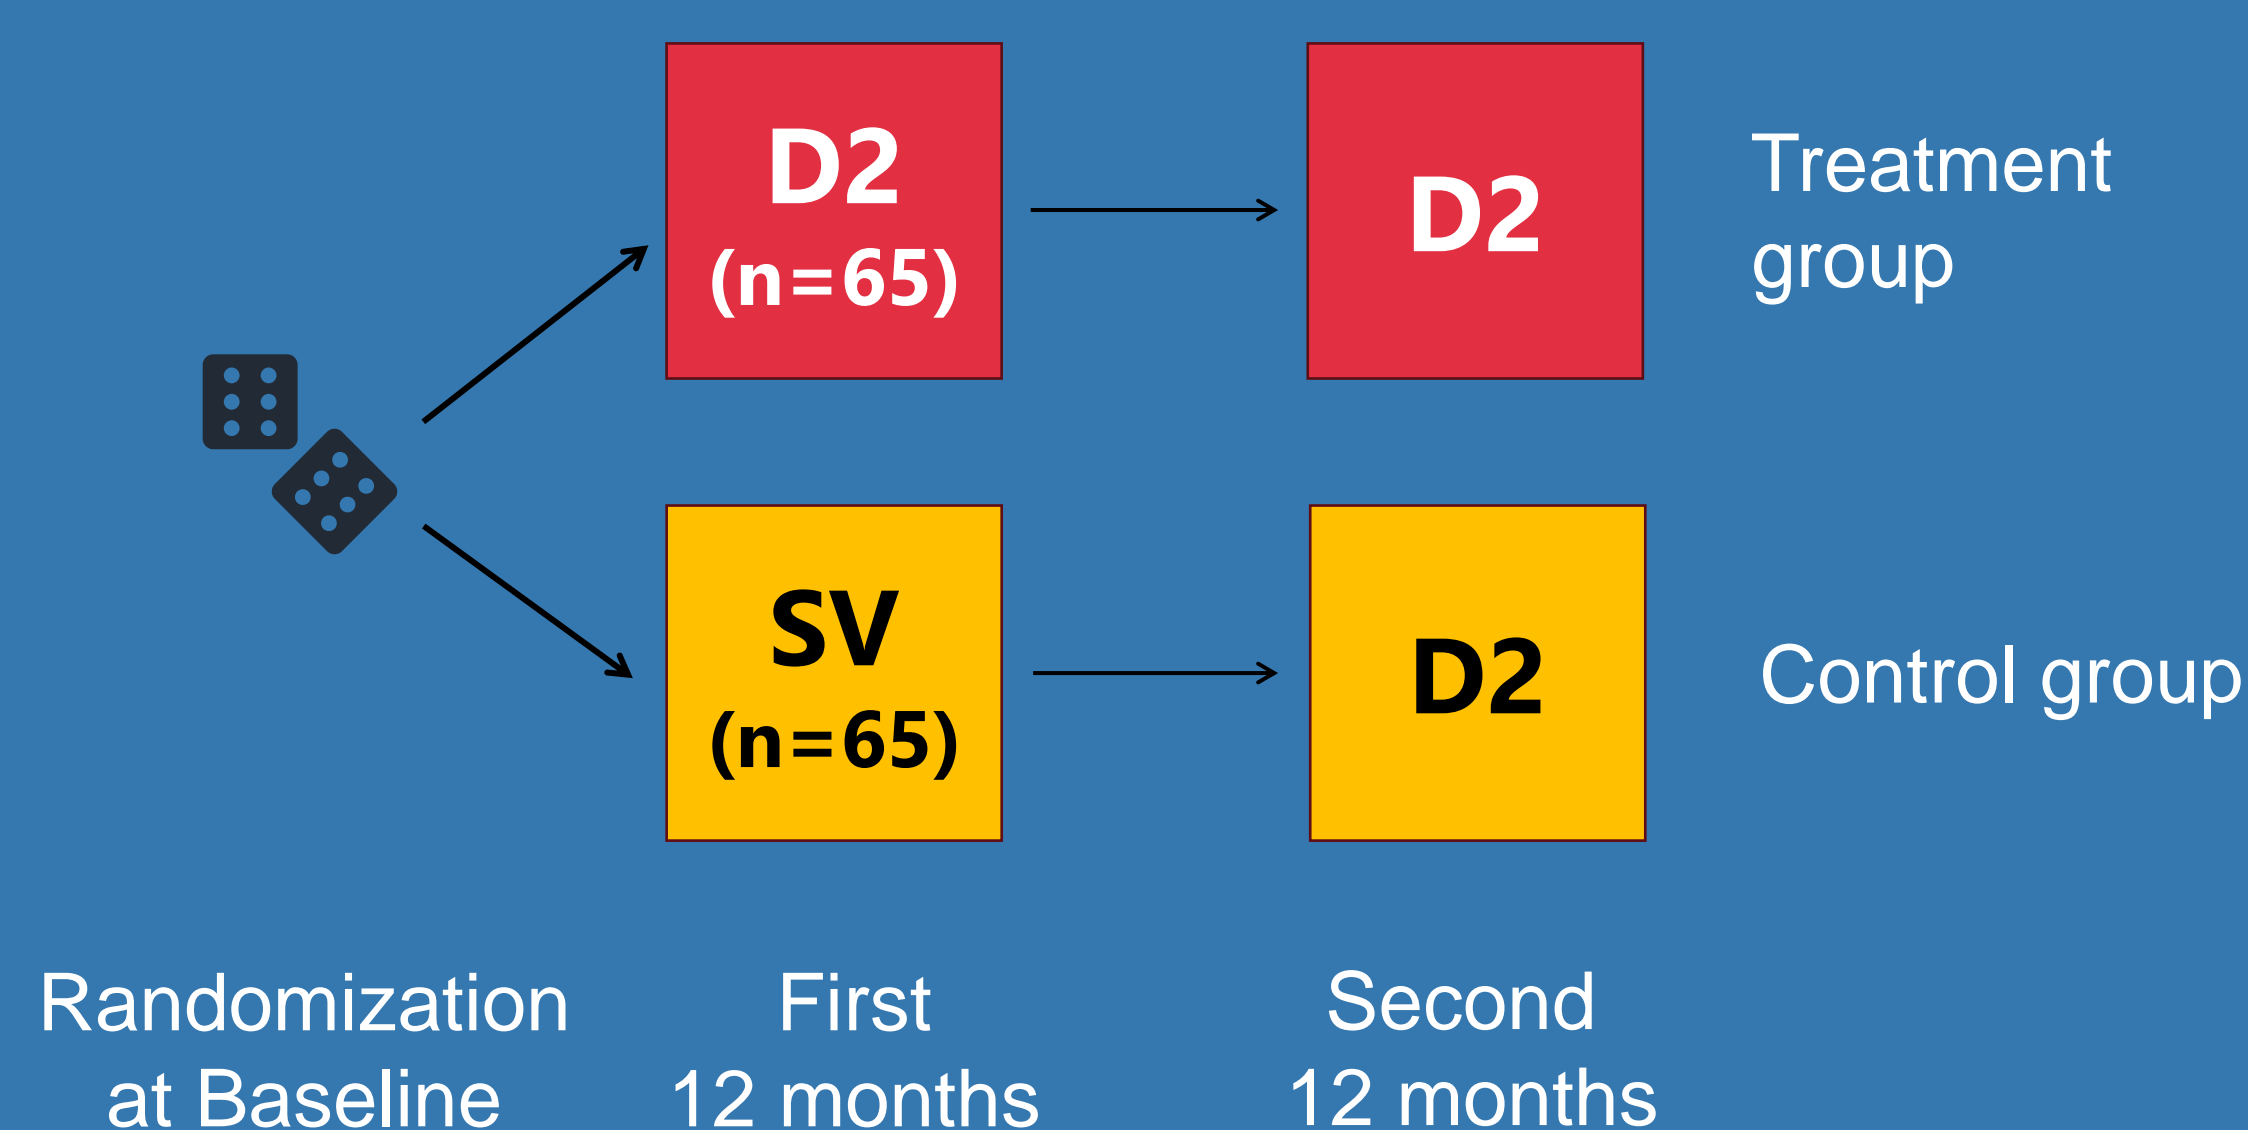 D2
(n=65)
D2
Treatment
group
SV
(n=65)
D2
Control group
Randomization
at Baseline
First
12 months
Second
12 months